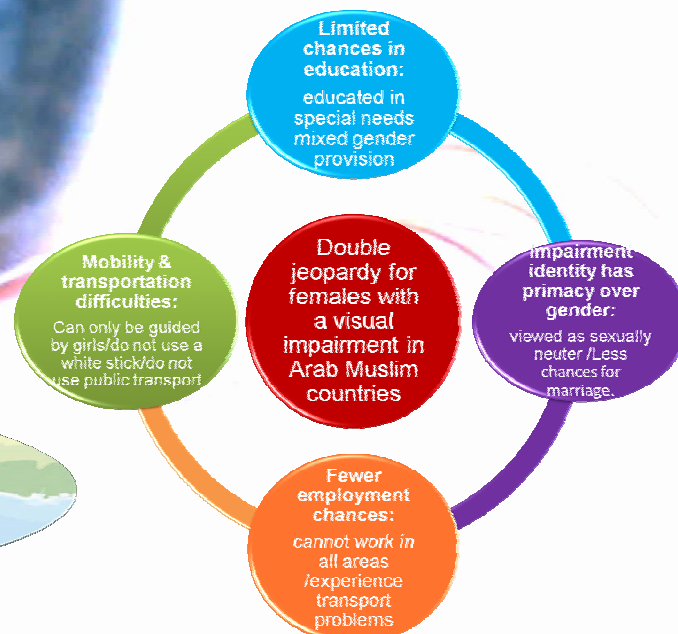 Limited
chances in
education:
educated in
special needs
mixed gender
provision
Mobility &
transportation
difficulties:
Can only be guided
by girls/do not use a
white stick/do not
use public transport
Double
jeopardy for
females with
a visual
impairment in
Arab Muslim
countries
Impairment
identity has
primacy over
gender:
viewed as sexually
neuter /Less
chances for
marriage.
Fewer
employment
chances:
cannot work in
all areas
/experience
transport
problems